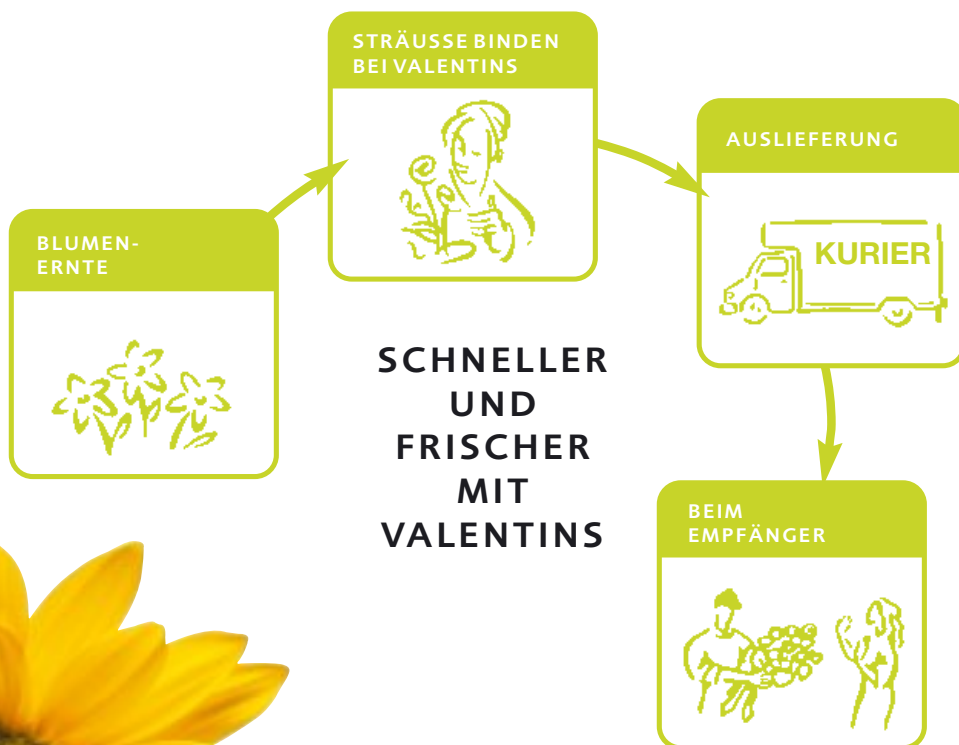 STRÄUSSE BINDEN
BEI VALENTINS
AUSLIEFERUNG
KURIER
BLUMEN-
ERNTE
SCHNELLER
UND
FRISCHER
MIT
VALENTINS
BEIM
EMPFÄNGER